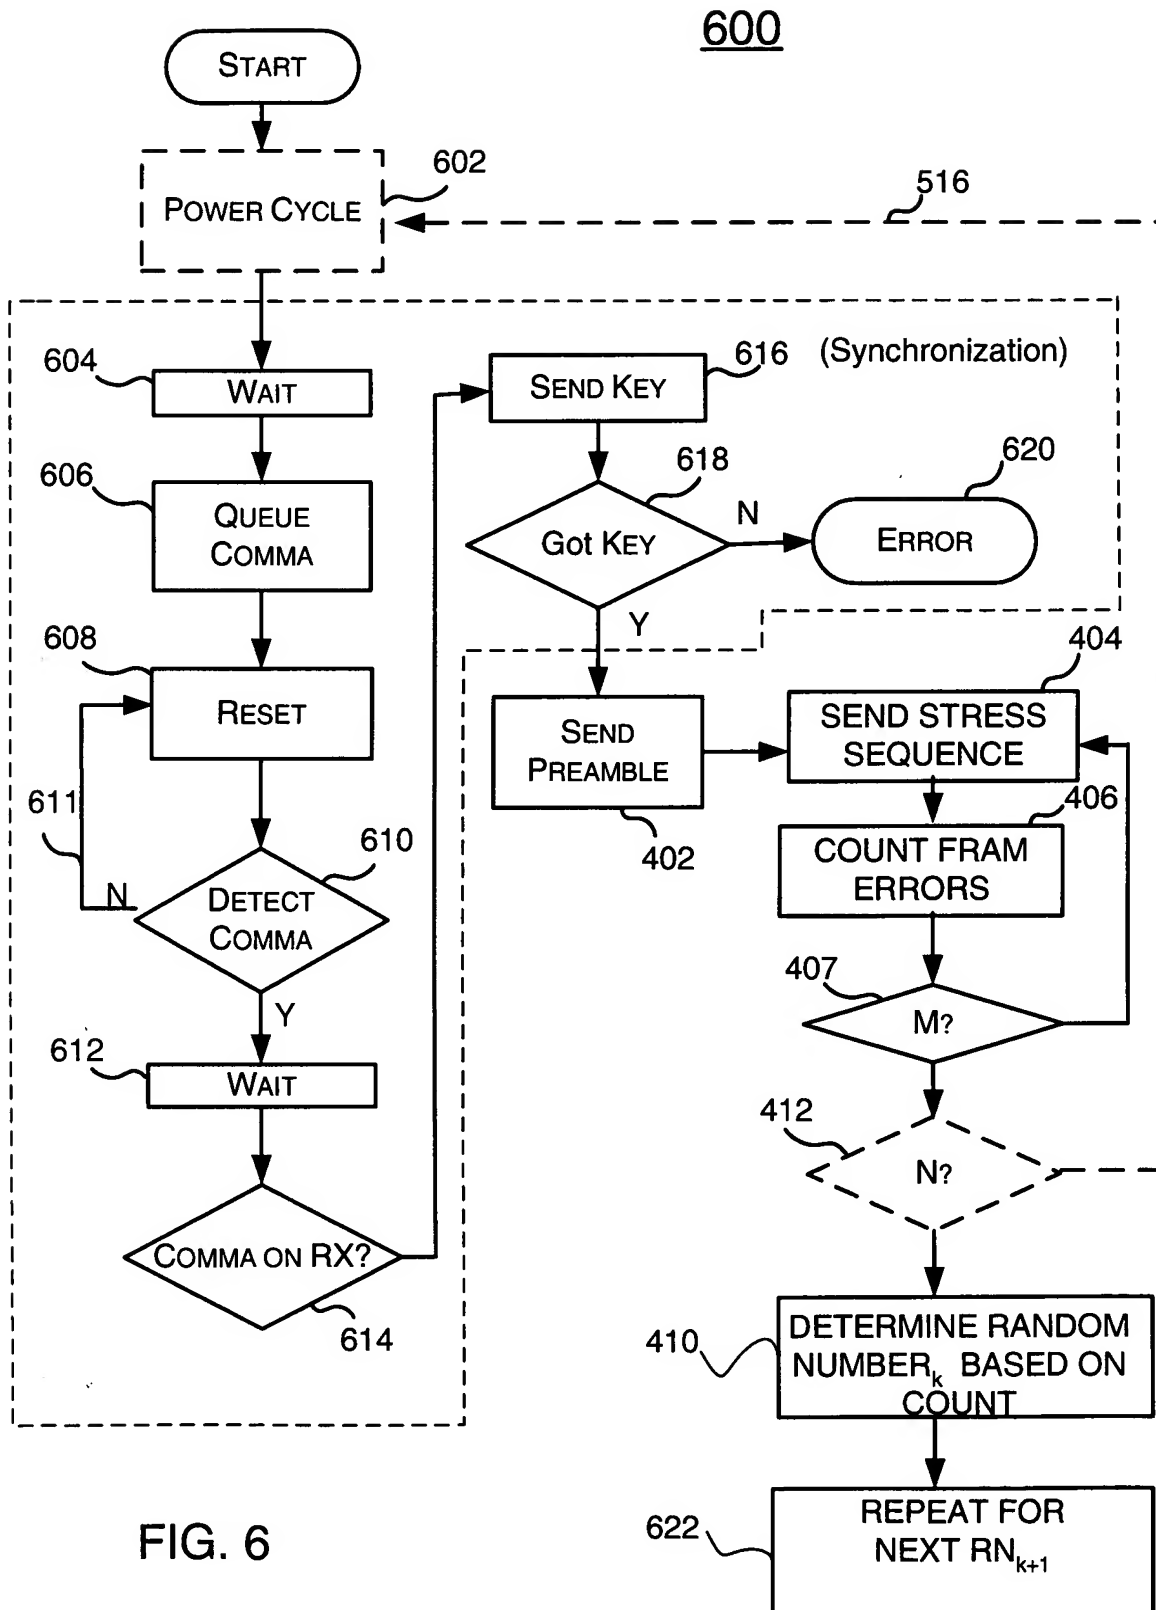 600
START
POWER CYCLE
602
516
(Synchronization)
604
WAIT
616
SEND KEY
606
QUEUE
COMMA
618
Got KEY
N
620
ERROR
Y
608
RESET
404
SEND STRESS
SEQUENCE
SEND
PREAMBLE
402
611
406
COUNT FRAM
ERRORS
610
DETECT
COMMA
N
Y
407
M?
612
WAIT
412
N?
COMMA ON RX?
614
410
DETERMINE RANDOM
NUMBERk BASED ON
COUNT
622
REPEAT FOR
NEXT RNk+1
FIG. 6